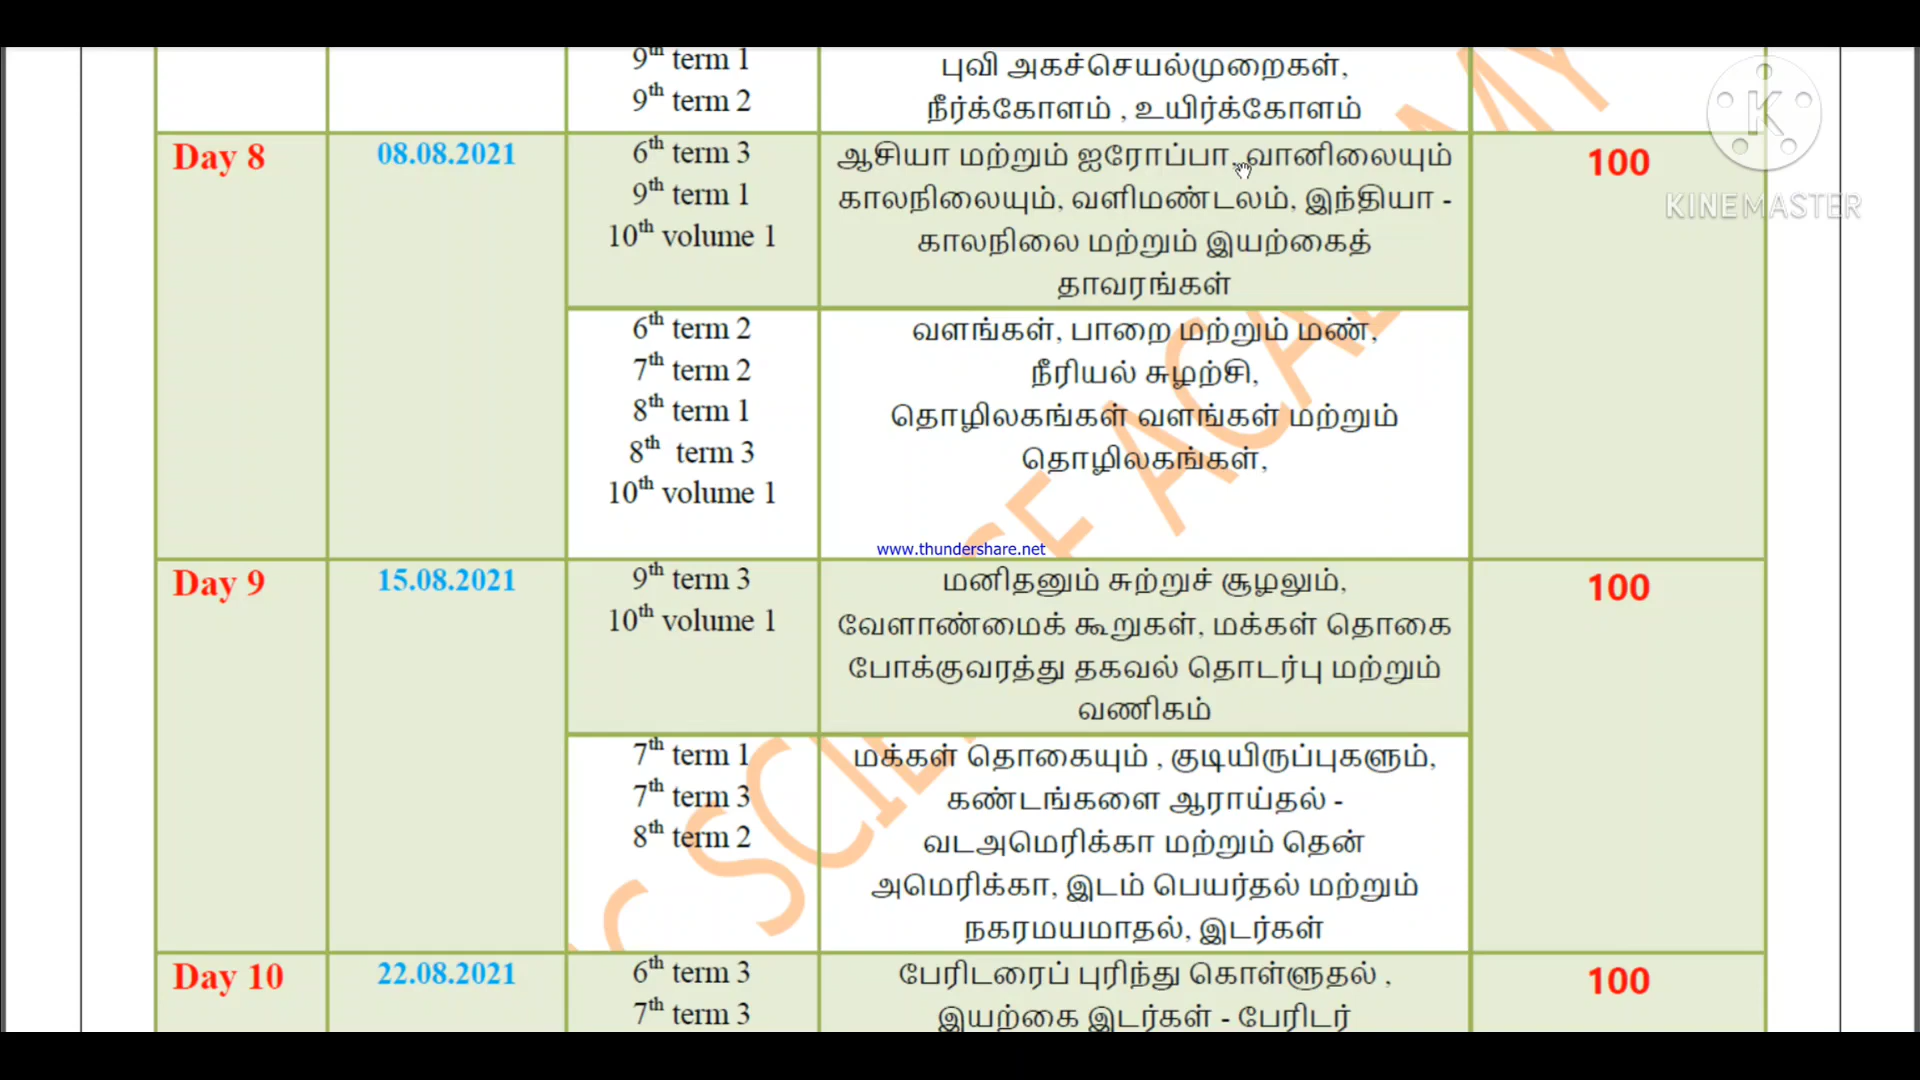 9th term 1
9th term 2
புவி அகச்செயல்முறைகள்,
நீர்க்கோளம் , உயிர்க்கோளம்
Day 8
08.08.2021
6th term 3
9th term 1
10th volume 1
ஆசியா மற்றும் ஐரோப்பா, வானிலையும்
காலநிலையும், வளிமண்டலம், இந்தியா -
காலநிலை மற்றும் இயற்கைத்
தாவரங்கள்
100
6th term 2
7th term 2
8th term 1
8th term 3
10th volume 1
வளங்கள், பாறை மற்றும் மண்,
நீரியல் சுழற்சி,
தொழிலகங்கள் வளங்கள் மற்றும்
தொழிலகங்கள்,
www.thundershare.net
Day 9
15.08.2021
9th term 3
10th volume 1
மனிதனும் சுற்றுச் சூழலும்,
வேளாண்மைக் கூறுகள், மக்கள் தொகை
போக்குவரத்து தகவல் தொடர்பு மற்றும்
வணிகம்
100
7th term 1
7th term 3
8th term 2
மக்கள் தொகையும் , குடியிருப்புகளும்,
கண்டங்களை ஆராய்தல் -
வடஅமெரிக்கா மற்றும் தென்
அமெரிக்கா, இடம் பெயர்தல் மற்றும்
நகரமயமாதல், இடர்கள்
Day 10
22.08.2021
6th term 3
7th term 3
பேரிடரைப் புரிந்து கொள்ளுதல் ,
இயற்கை இடர்கள் - பேரிடர்
100
K
KINEMASTER